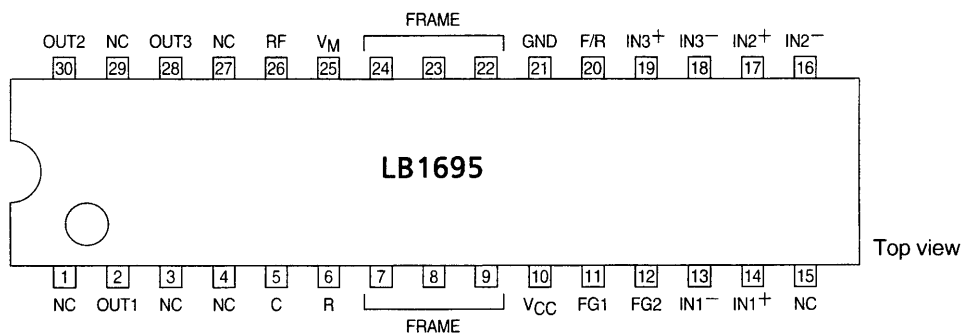 FRAME
OUT2 NC OUT3 NC RF VM GND F/R IN3+ IN3− IN2+ IN2−
30 29 28 27 26 25 24 23 22 21 20 19 18 17 16
LB1695
Top view
1 2 3 4 5 6 7 8 9 10 11 12 13 14 15
NC OUT1 NC NC C R VCC FG1 FG2 IN1− IN1+ NC
FRAME